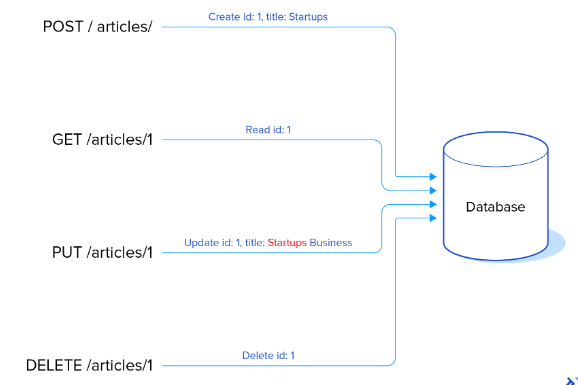 Create id: 1, title: Startups
POST / articles/
Read id: 1
GET /articles/1
Database
Update id: 1, title: Startups Business
PUT /articles/1
Delete id: 1
DELETE /articles/1